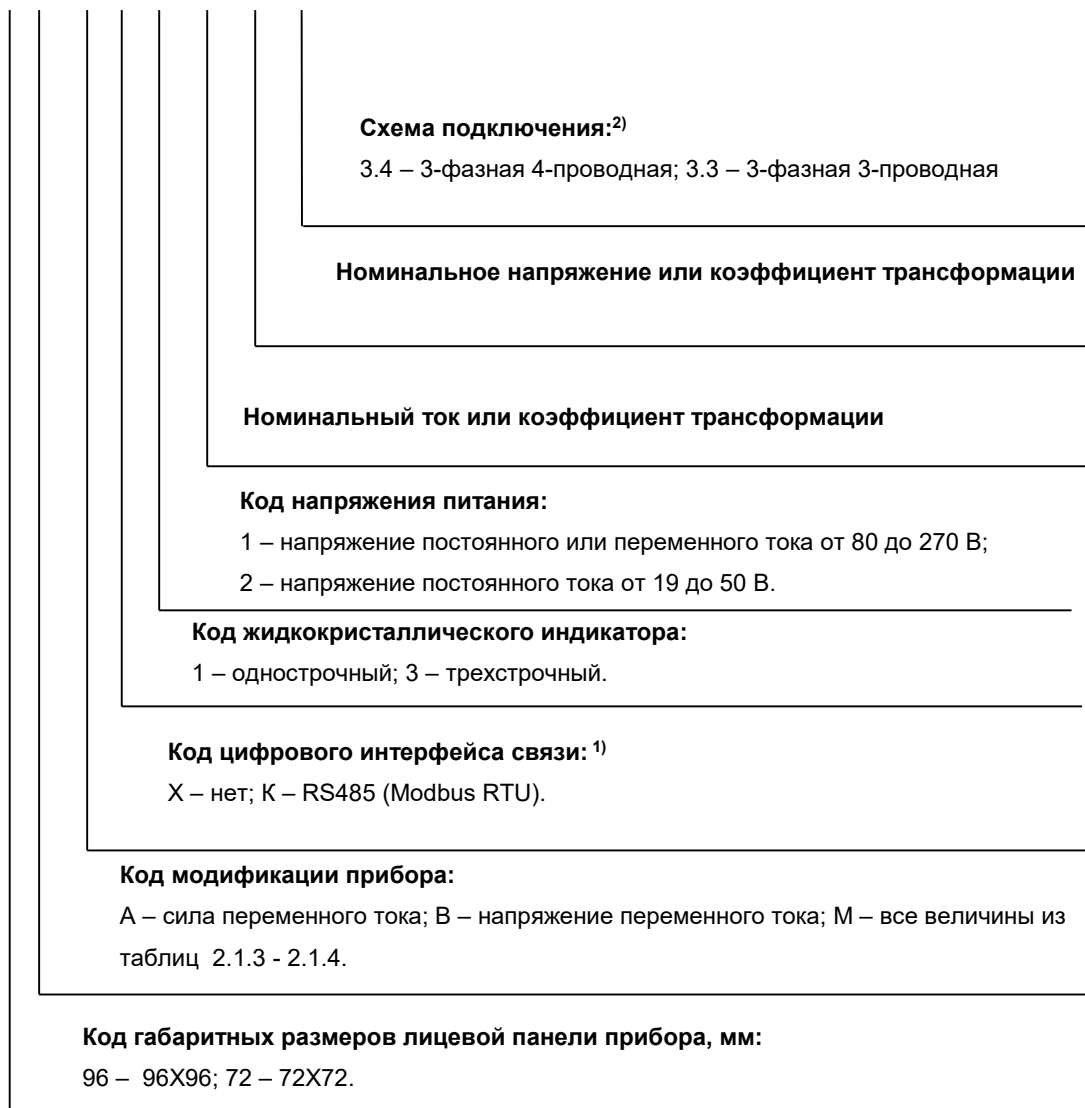 Схема подключения:2)
3.4 – 3-фазная 4-проводная; 3.3 – 3-фазная 3-проводная
Номинальное напряжение или коэффициент трансформации
Номинальный ток или коэффициент трансформации
Код напряжения питания:
1 – напряжение постоянного или переменного тока от 80 до 270 В;
2 – напряжение постоянного тока от 19 до 50 В.
Код жидкокристаллического индикатора:
1 – однострочный; 3 – трехстрочный.
Код цифрового интерфейса связи: 1)
Х – нет; К – RS485 (Modbus RTU).
Код модификации прибора:
А – сила переменного тока; В – напряжение переменного тока; М – все величины из
таблиц 2.1.3 - 2.1.4.
Код габаритных размеров лицевой панели прибора, мм:
96 – 96Х96; 72 – 72Х72.